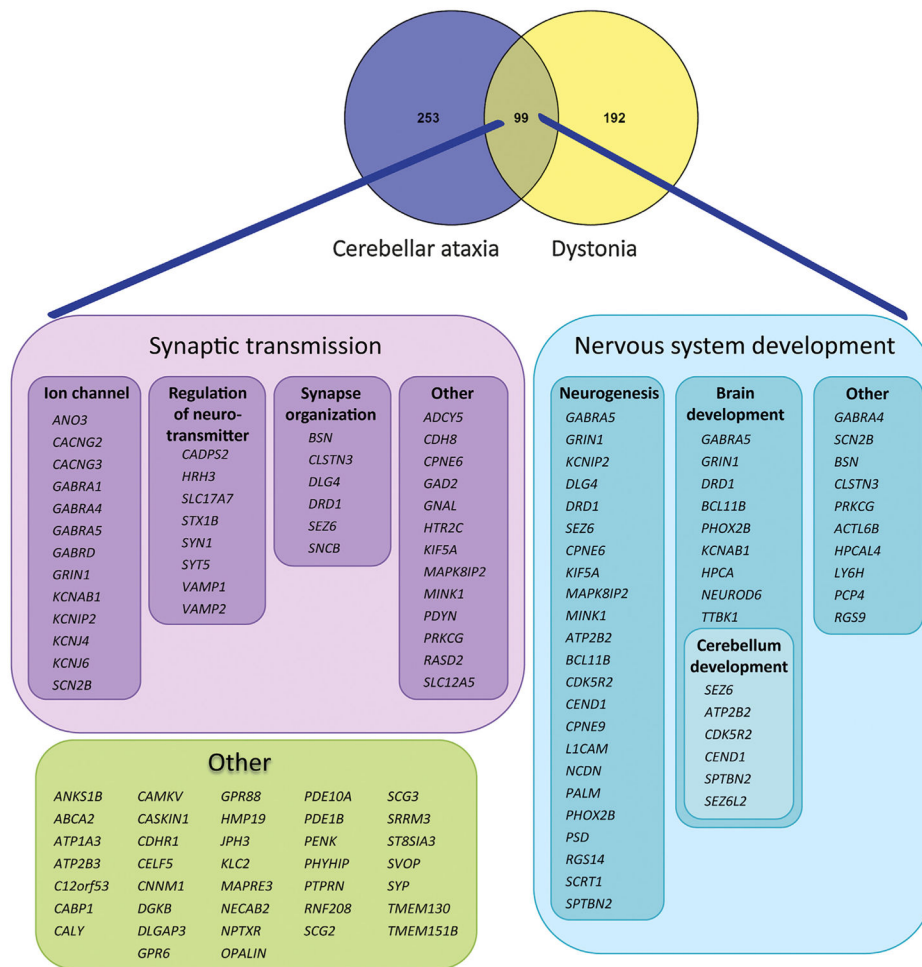 253
99
192
Cerebellar ataxia
Dystonia
Synaptic transmission
Ion channel
ANO3
CACNG2
CACNG3
GABRA1
GABRA4
GABRA5
GABRD
GRIN1
KCNAB1
KCNIP2
KCNJ4
KCNJ6
SCN2B
Regulation
of neuro-
transmitter
CADPS2
HRH3
SLC17A7
STX1B
SYN1
SYT5
VAMP1
VAMP2
Synapse
organization
BSN
CLSTN3
DLG4
DRD1
SEZ6
SNCB
Other
ADCY5
CDH8
CPNE6
GAD2
GNAL
HTR2C
KIF5A
MAPK8IP2
MINK1
PDYN
PRKCG
RASD2
SLC12A5
Nervous system development
Neurogenesis
GABRA5
GRIN1
KCNIP2
DLG4
DRD1
SEZ6
CPNE6
KIF5A
MAPK8IP2
MINK1
ATP2B2
BCL11B
CDK5R2
CEND1
CPNE9
L1CAM
NCDN
PALM
PHOX2B
PSD
RGS14
SCRT1
SPTBN2
Brain
development
GABRA5
GRIN1
DRD1
BCL11B
PHOX2B
KCNAB1
HPCA
NEUROD6
TTBK1
Cerebellum
development
SEZ6
ATP2B2
CDK5R2
CEND1
SPTBN2
SEZ6L2
Other
GABRA4
SCN2B
BSN
CLSTN3
PRKCG
ACTL6B
HPCAL4
LY6H
PCP4
RGS9
Other
ANKS1B
ABCA2
ATP1A3
ATP2B3
C12orf53
CABP1
CALY
CAMKV
CASKIN1
CDHR1
CELF5
CNNM1
DGKB
DLGAP3
GPR6
GPR88
HMP19
JPH3
KLC2
MAPRE3
NECAB2
NPTXR
OPALIN
PDE10A
PDE1B
PENK
PHYHIP
PTPRN
RNF208
SCG2
SCG3
SRRM3
ST8SIA3
SVOP
SYP
TMEM130
TMEM151B